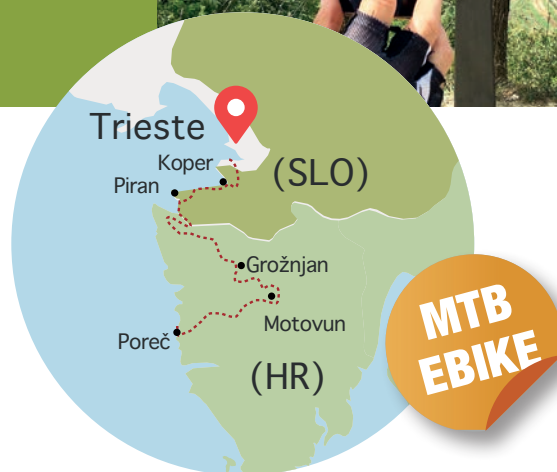 Trieste
Koper
(SLO)
Piran
Grožnjan
Motovun
Poreč
(HR)
MTB
EBIKE